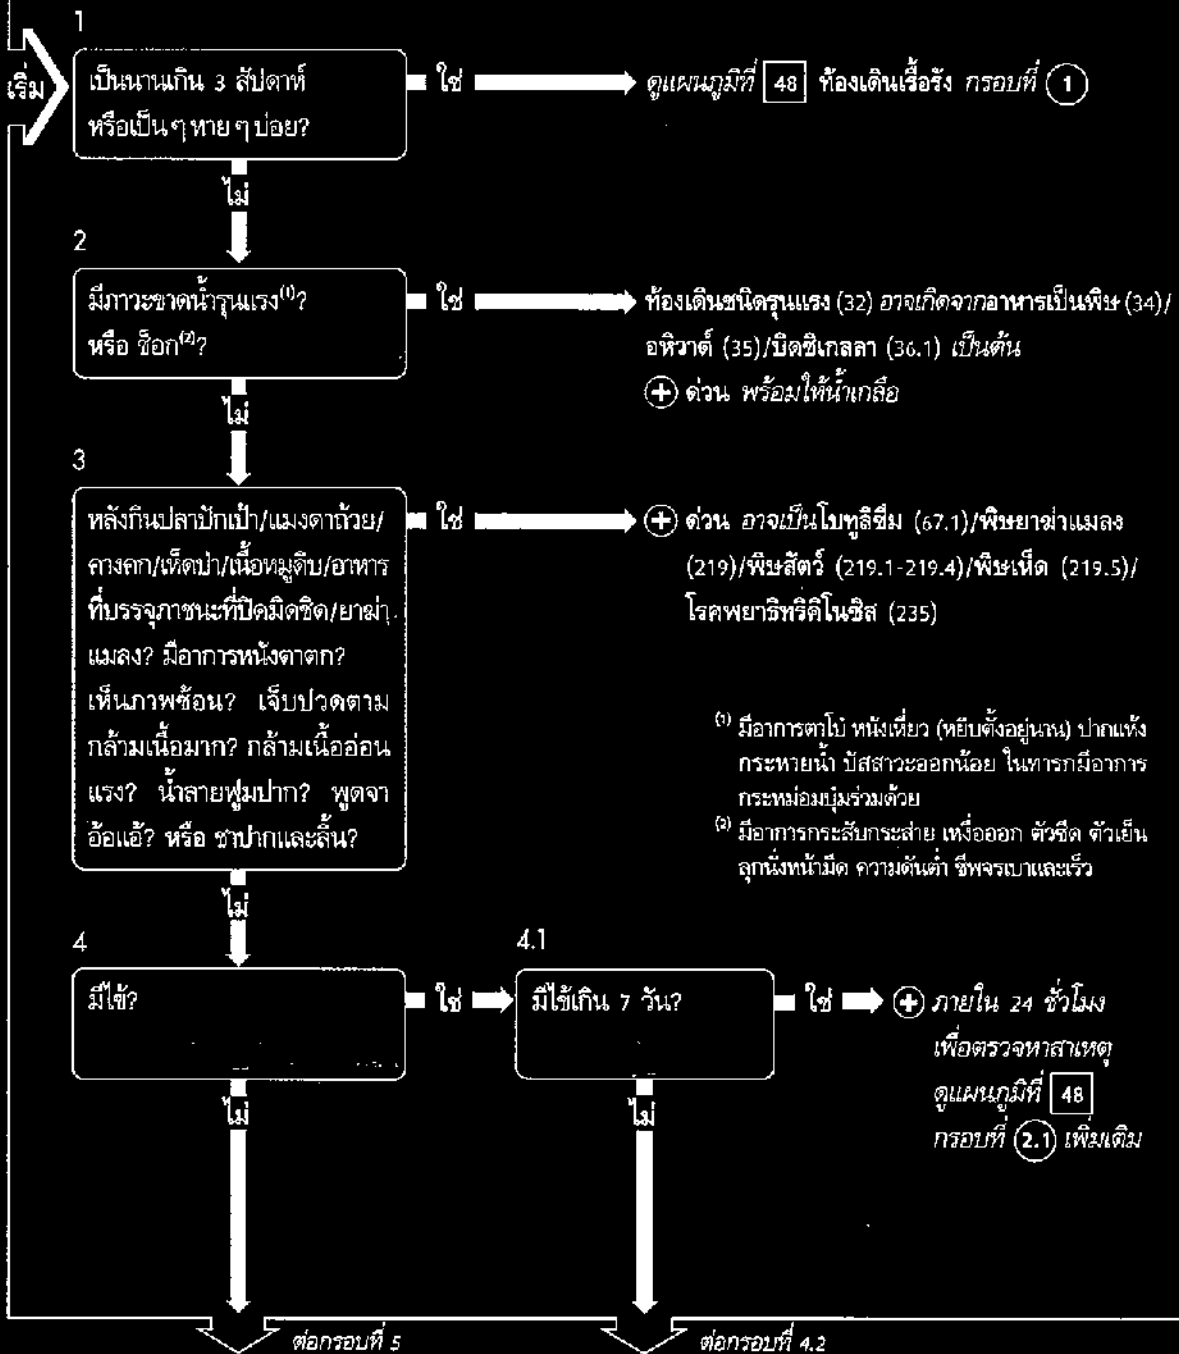 1
เริ่ม
เป็นนานเกิน 3 สัปดาห์
หรือเป็น ๆ หาย ๆ บ่อย?
ใช่
ดูแผนภูมิที่ 48 ท้องเดินเรื้อรัง กรอบที่ 1
ไม่
2
มีภาวะขาดน้ำรุนแรง(1)?
หรือ ช็อก(2)?
ใช่
ท้องเดินชนิดรุนแรง (32) อาจเกิดจากอาหารเป็นพิษ (34)/
อหิวาต์ (35)/บิดชิเกลลา (36.1) เป็นต้น
+ ด่วน พร้อมให้น้ำเกลือ
ไม่
3
หลังกินปลาปักเป้า/แมงดาถ้วย/
คางคก/เห็ดป่า/เนื้อหมูดิบ/อาหาร
ที่บรรจุภาชนะที่ปิดมิดชิด/ยาฆ่า
แมลง? มีอาการหนังตาตก?
เห็นภาพซ้อน? เจ็บปวดตาม
กล้ามเนื้อมาก? กล้ามเนื้ออ่อน
แรง? น้ำลายฟูมปาก? พูดจา
อ้อแอ้? หรือ ชาปากและลิ้น?
ใช่
+ ด่วน อาจเป็นโบทูลิซึม (67.1)/พิษยาฆ่าแมลง
(219)/พิษสัตว์ (219.1-219.4)/พิษเห็ด (219.5)/
โรคพยาธิทริคิโนซิส (235)
(1) มีอาการตาโบ๋ หนังเหี่ยว (หยิบตั้งอยู่นาน) ปากแห้ง
กระหายน้ำ ปัสสาวะออกน้อย ในทารกมีอาการ
กระหม่อมบุ๋มร่วมด้วย
(2) มีอาการกระสับกระส่าย เหงื่อออก ตัวซีด ตัวเย็น
ลุกนั่งหน้ามืด ความดันต่ำ ชีพจรเบาและเร็ว
ไม่
4
มีไข้?
ใช่
4.1
มีไข้เกิน 7 วัน?
ใช่
+ ภายใน 24 ชั่วโมง
เพื่อตรวจหาสาเหตุ
ดูแผนภูมิที่ 48
กรอบที่ 2.1 เพิ่มเติม
ไม่
ไม่
ต่อกรอบที่ 5
ต่อกรอบที่ 4.2